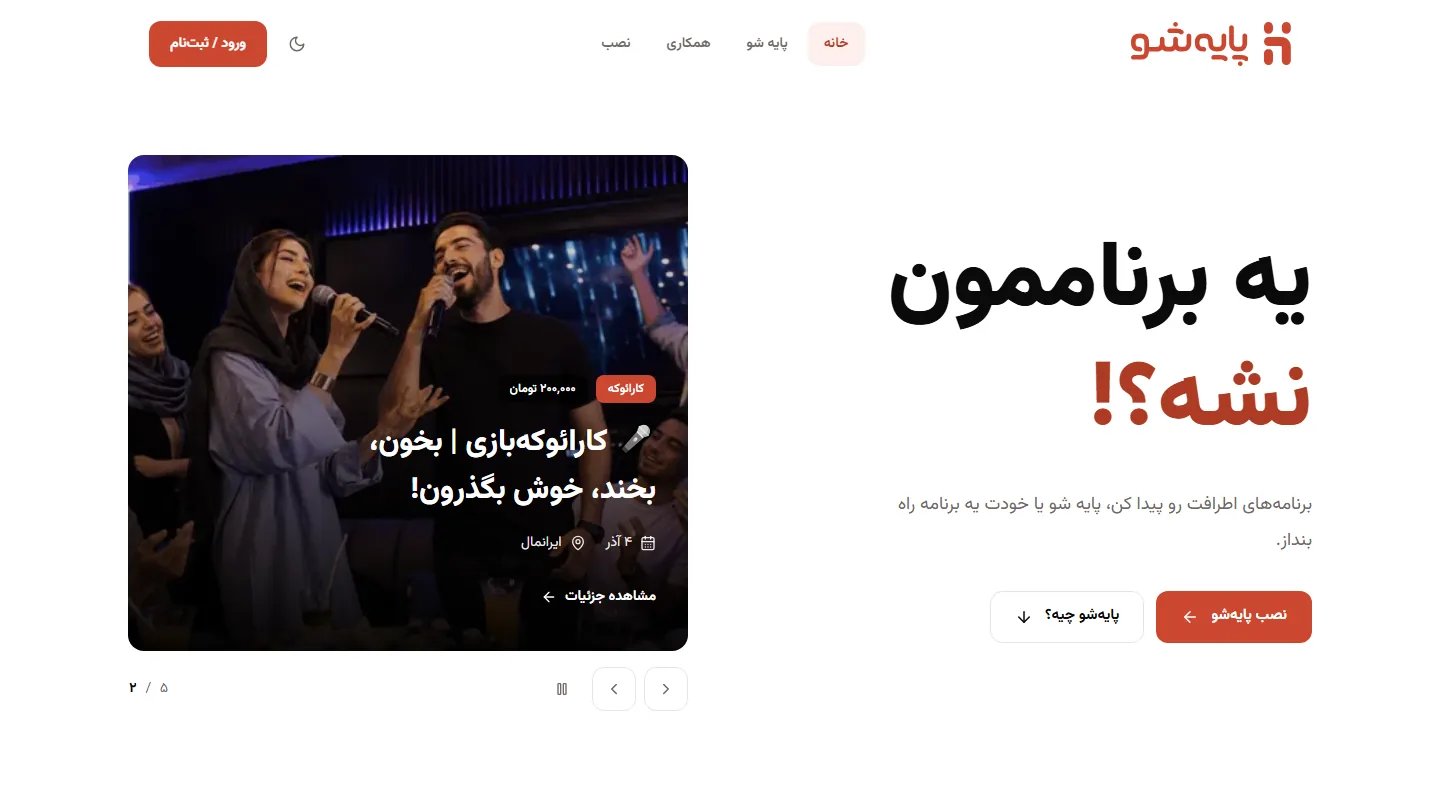 پایه‌شو
خانه
پایه شو
همکاری
نصب
ورود / ثبت‌نام
یه برناممون
نشه؟!
برنامه‌های اطرافت رو پیدا کن، پایه شو یا خودت یه برنامه راه
بنداز.
نصب پایه‌شو
پایه‌شو چیه؟
کارائوکه
۲۰۰,۰۰۰ تومان
🎤 کارائوکه‌بازی | بخون،
بخند، خوش بگذرون!
۴ آذر
ایرانمال
مشاهده جزئیات
۲ / ۵